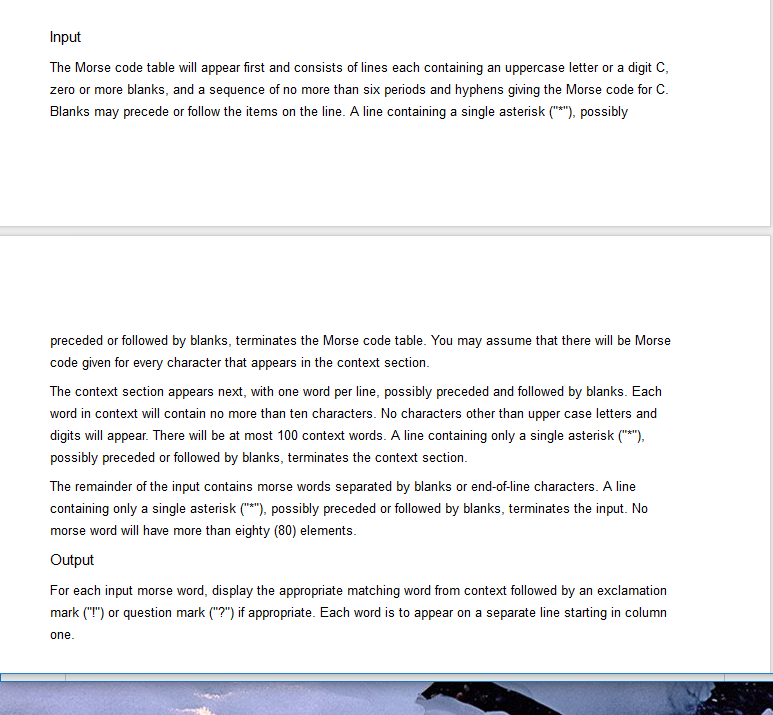 Input
The Morse code table will appear first and consists of lines each containing an uppercase letter or a digit C,
zero or more blanks, and a sequence of no more than six periods and hyphens giving the Morse code for C.
Blanks may precede or follow the items on the line. A line containing a single asterisk ("*"), possibly
preceded or followed by blanks, terminates the Morse code table. You may assume that there will be Morse
code given for every character that appears in the context section.
The context section appears next, with one word per line, possibly preceded and followed by blanks. Each
word in context will contain no more than ten characters. No characters other than upper case letters and
digits will appear. There will be at most 100 context words. A line containing only a single asterisk ("*"),
possibly preceded or followed by blanks, terminates the context section.
The remainder of the input contains morse words separated by blanks or end-of-line characters. A line
containing only a single asterisk ("*"), possibly preceded or followed by blanks, terminates the input. No
morse word will have more than eighty (80) elements.
Output
For each input morse word, display the appropriate matching word from context followed by an exclamation
mark ("!") or question mark ("?") if appropriate. Each word is to appear on a separate line starting in column
one.